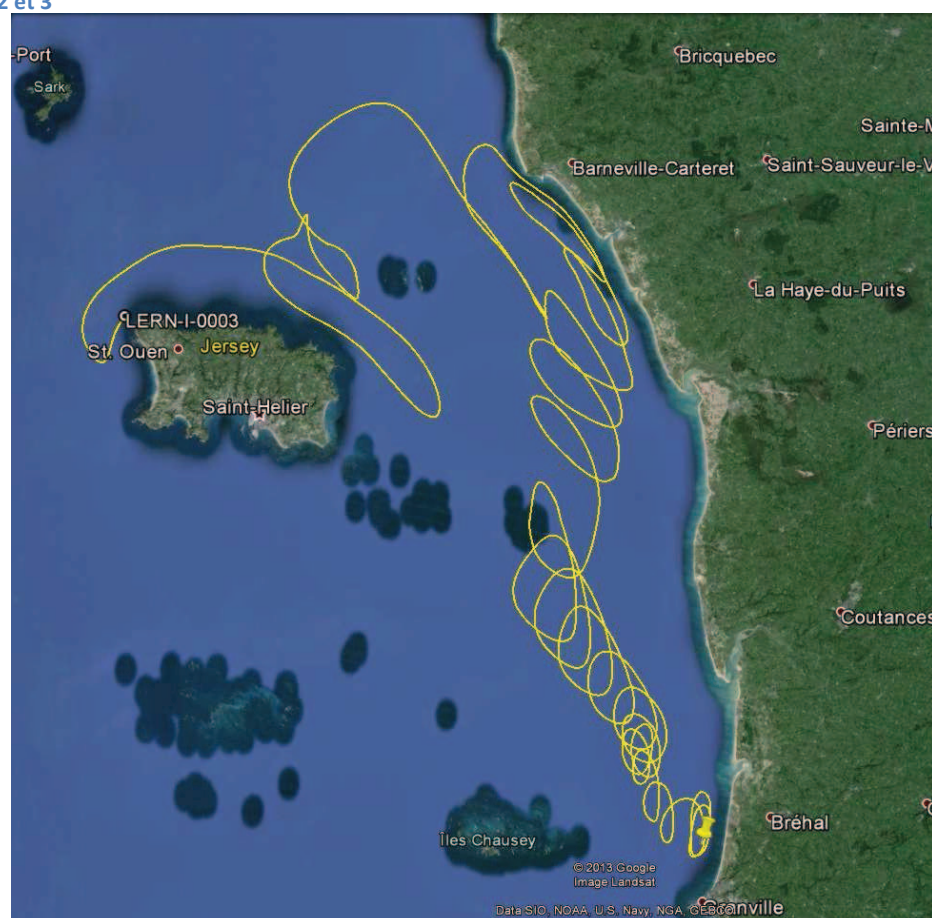 2 et 3
-Port
Sark
Bricquebec
Sainte-M
Barneville-Carteret
Saint-Sauveur-le-V
La Haye-du-Puits
LERN-I-0003
St. Ouen
Jersey
Saint-Helier
Périers
Coutances
Bréhal
Îles Chausey
© 2013 Google
Image Landsat
Granville
Data SIO, NOAA, U.S. Navy, NGA, GEBCO